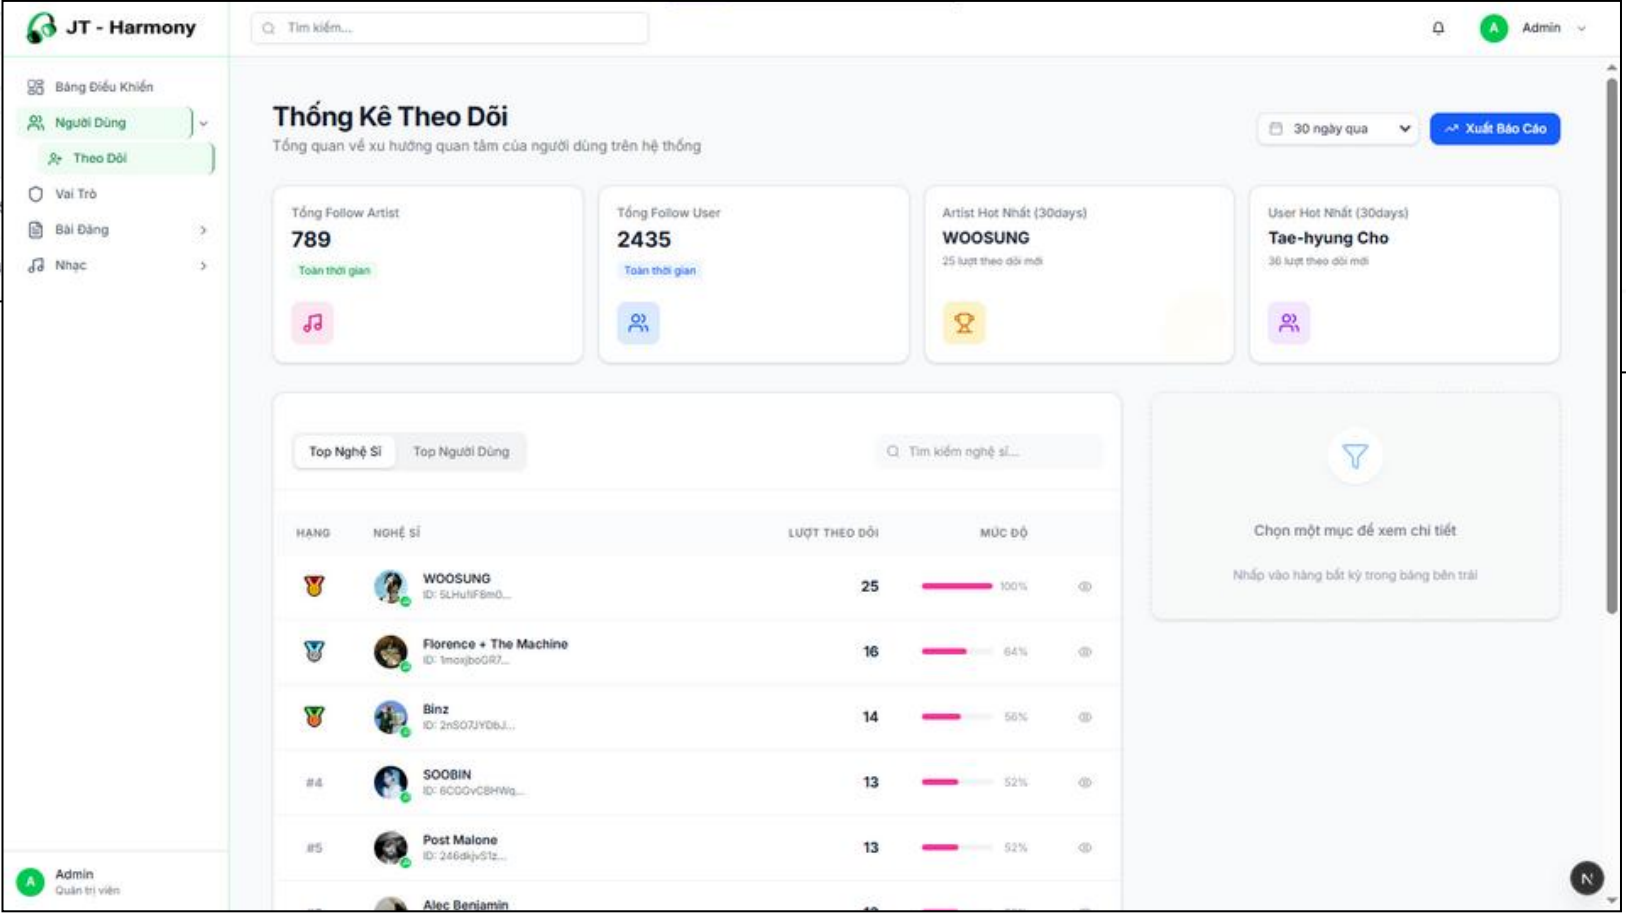 JT - Harmony
Tìm kiếm...
A
Admin
Bảng Điều Khiển
Người Dùng
Theo Dõi
Vai Trò
Bài Đăng
Nhạc
Thống Kê Theo Dõi
Tổng quan về xu hướng quan tâm của người dùng trên hệ thống
30 ngày qua
Xuất Báo Cáo
Tổng Follow Artist
789
Toàn thời gian
Tổng Follow User
2435
Toàn thời gian
Artist Hot Nhất (30days)
WOOSUNG
25 lượt theo dõi mới
User Hot Nhất (30days)
Tae-hyung Cho
36 lượt theo dõi mới
Top Nghệ Sĩ
Top Người Dùng
Tìm kiếm nghệ sĩ...
HẠNG NGHỆ SĨ LƯỢT THEO DÕI MỨC ĐỘ
WOOSUNG
25 100%
ID:
Florence + The Machine
16 64%
ID:
Binz
14 56%
ID:
#4 SOOBIN
13 52%
ID:
#5 Post Malone
13 52%
ID:
Alec Benjamin
Chọn một mục để xem chi tiết
Nhấp vào hàng bất kỳ trong bảng bên trái
A
Admin
Quản trị viên
N